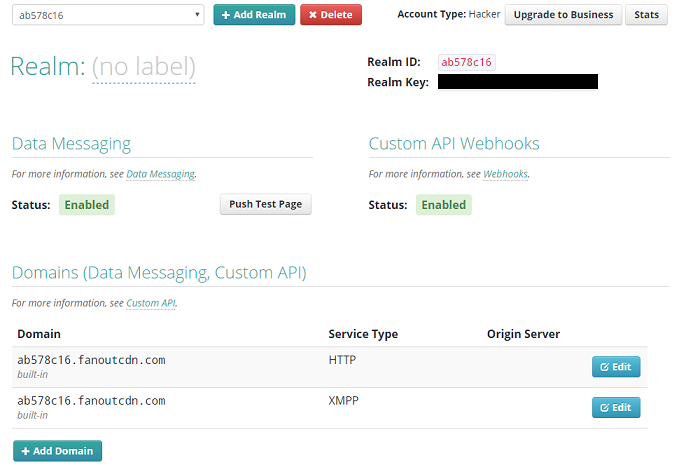 ab578c16 Add Realm Delete Account Type: Hacker Upgrade to Business Stats
Realm: (no label)
Realm ID: ab578c16
Realm Key:
Data Messaging
For more information, see Data Messaging.
Status: Enabled Push Test Page
Custom API Webhooks
For more information, see Webhooks.
Status: Enabled
Domains (Data Messaging, Custom API)
For more information, see Custom API.
Domain Service Type Origin Server
ab578c16.fanoutcdn.com HTTP Edit
built-in
ab578c16.fanoutcdn.com XMPP Edit
built-in
Add Domain